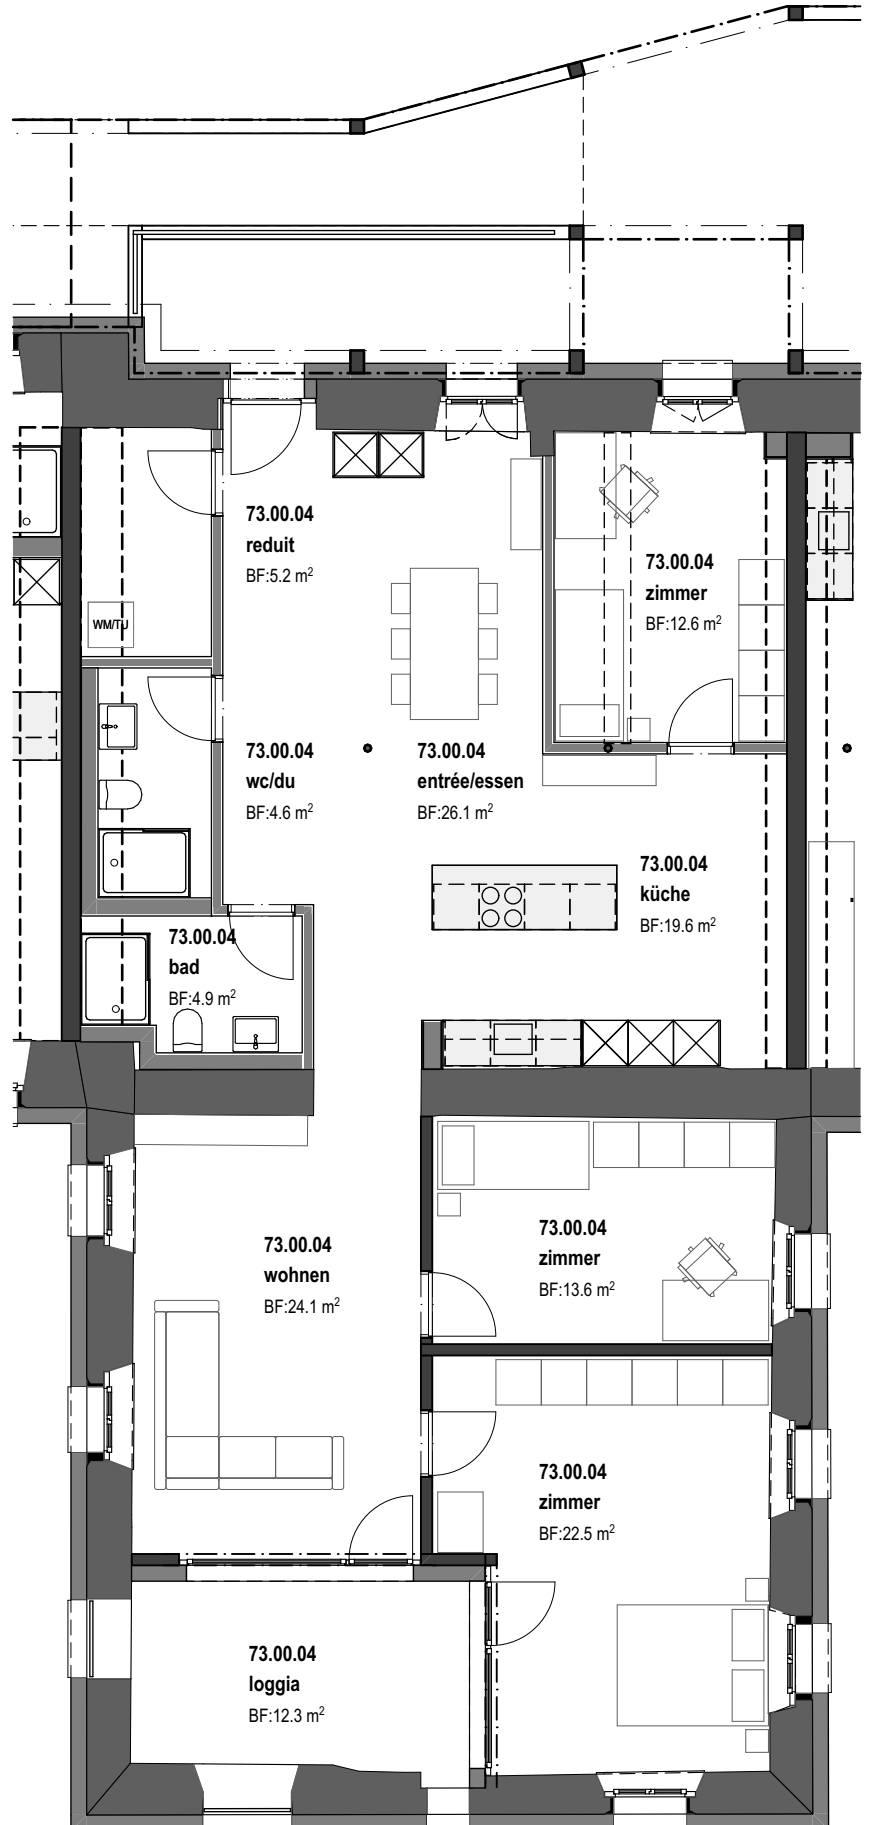 73.00.04
reduit
BF:5.2 m²
73.00.04
zimmer
BF:12.6 m²
WM/TU
73.00.04
wc/du
BF:4.6 m²
73.00.04
entrée/essen
BF:26.1 m²
73.00.04
küche
BF:19.6 m²
73.00.04
bad
BF:4.9 m²
73.00.04
zimmer
BF:13.6 m²
73.00.04
wohnen
BF:24.1 m²
73.00.04
zimmer
BF:22.5 m²
73.00.04
loggia
BF:12.3 m²